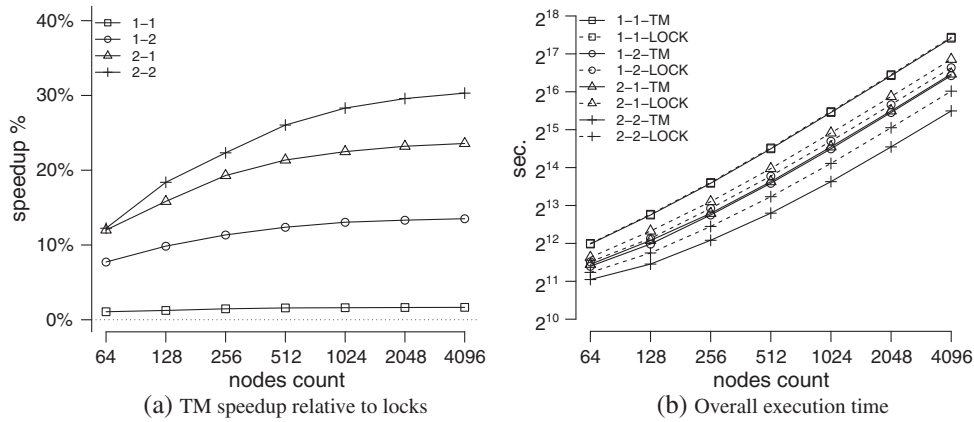 40%
30%
20%
10%
0%
speedup %
1-1
1-2
2-1
2-2
64 128 256 512 1024 2048 4096
nodes count
(a) TM speedup relative to locks
2^18
2^17
2^16
2^15
2^14
2^13
2^12
2^11
2^10
sec.
1-1-TM
1-1-LOCK
1-2-TM
1-2-LOCK
2-1-TM
2-1-LOCK
2-2-TM
2-2-LOCK
64 128 256 512 1024 2048 4096
nodes count
(b) Overall execution time